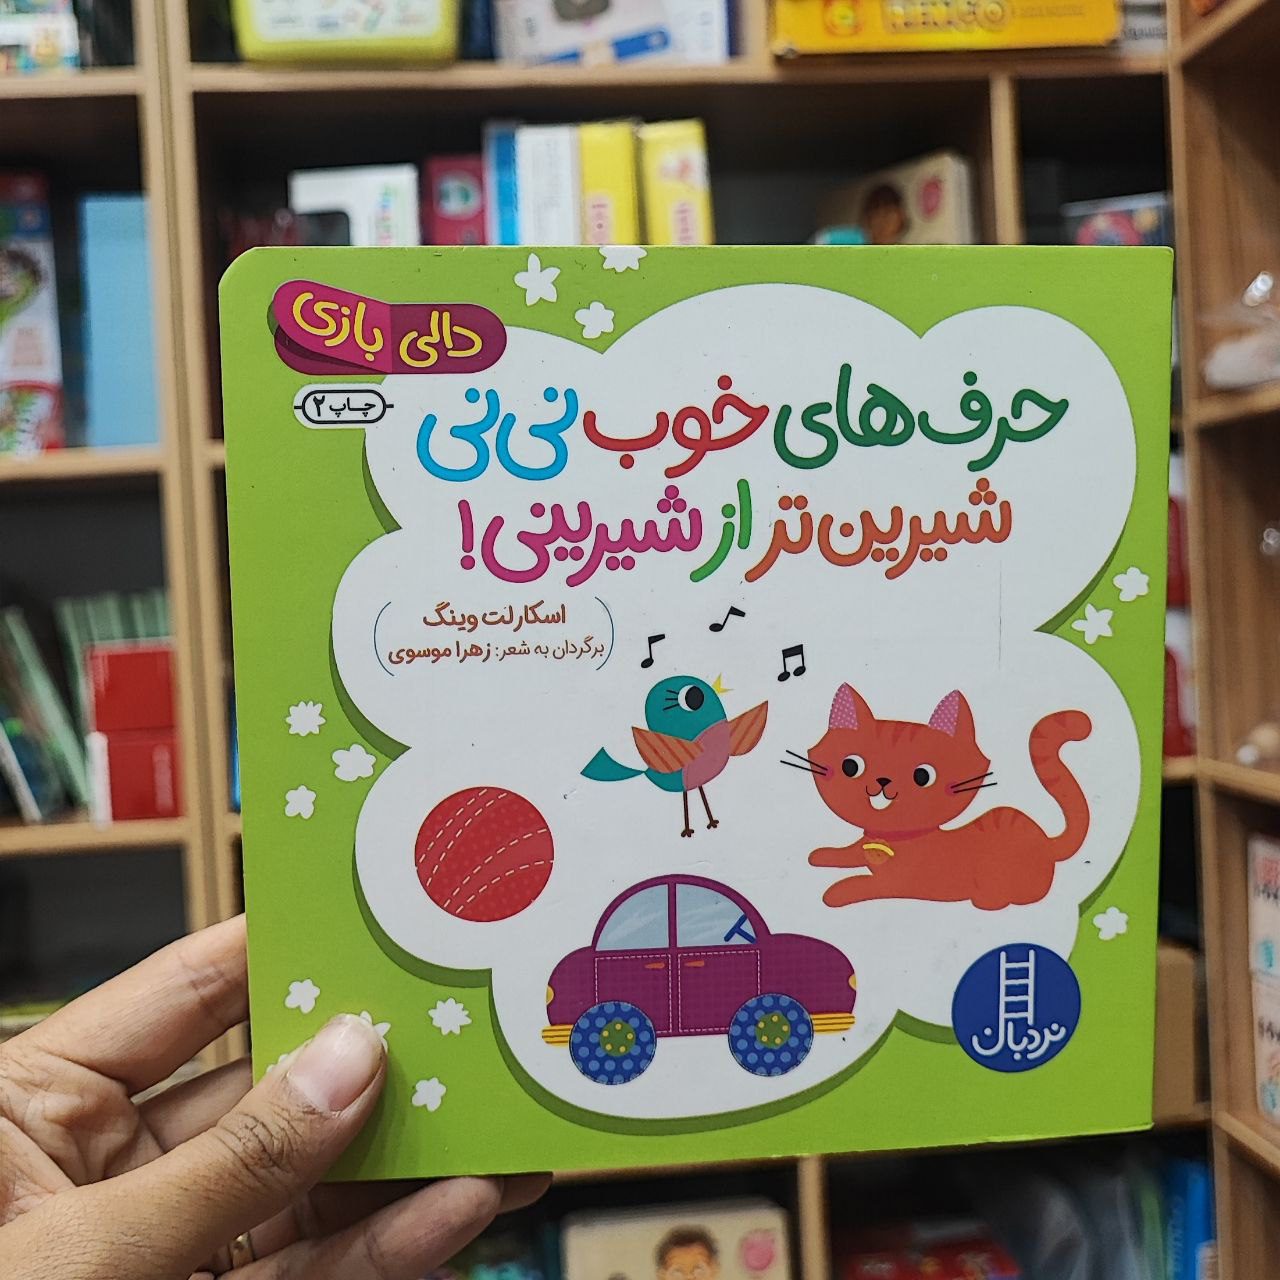 دالی بازی
چاپ ۲
حرف‌های خوب نی‌نی
شیرین‌تر از شیرینی!
اسکارلت وینگ
برگردان به شعر: زهرا موسوی
نردبان